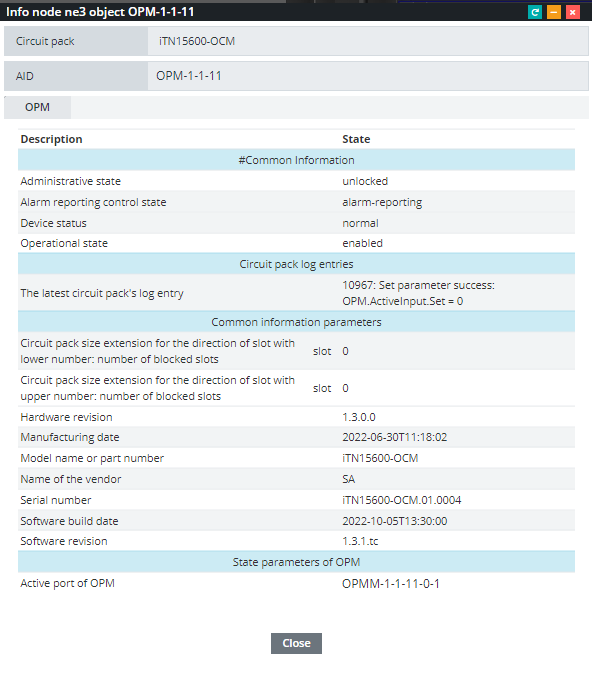 Info node ne3 object OPM-1-1-11
Circuit pack iTN15600-OCM
AID OPM-1-1-11
OPM
Description State
#Common Information
Administrative state unlocked
Alarm reporting control state alarm-reporting
Device status normal
Operational state enabled
Circuit pack log entries
The latest circuit pack's log entry 10967: Set parameter success:
OPM.ActiveInput.Set = 0
Common information parameters
Circuit pack size extension for the direction of slot with
lower number: number of blocked slots slot 0
Circuit pack size extension for the direction of slot with
upper number: number of blocked slots slot 0
Hardware revision 1.3.0.0
Manufacturing date 2022-06-30T11:18:02
Model name or part number iTN15600-OCM
Name of the vendor SA
Serial number iTN15600-OCM.01.0004
Software build date 2022-10-05T13:30:00
Software revision 1.3.1.tc
State parameters of OPM
Active port of OPM OPMM-1-1-11-0-1
Close